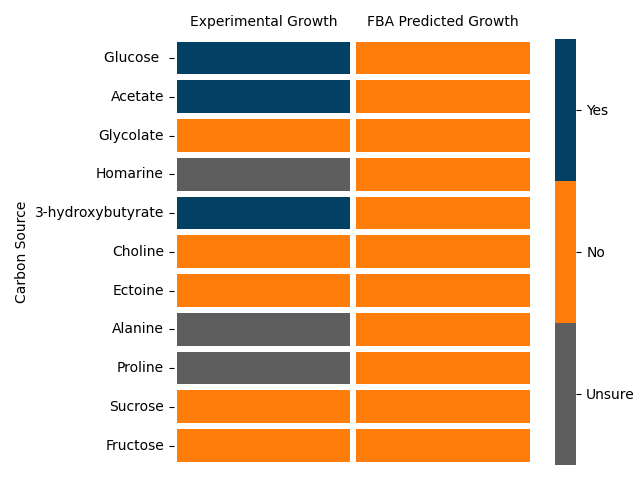 Experimental Growth FBA Predicted Growth
Glucose
Acetate
Glycolate
Homarine
3-hydroxybutyrate
Choline
Ectoine
Alanine
Proline
Sucrose
Fructose
Carbon Source
Yes
No
Unsure